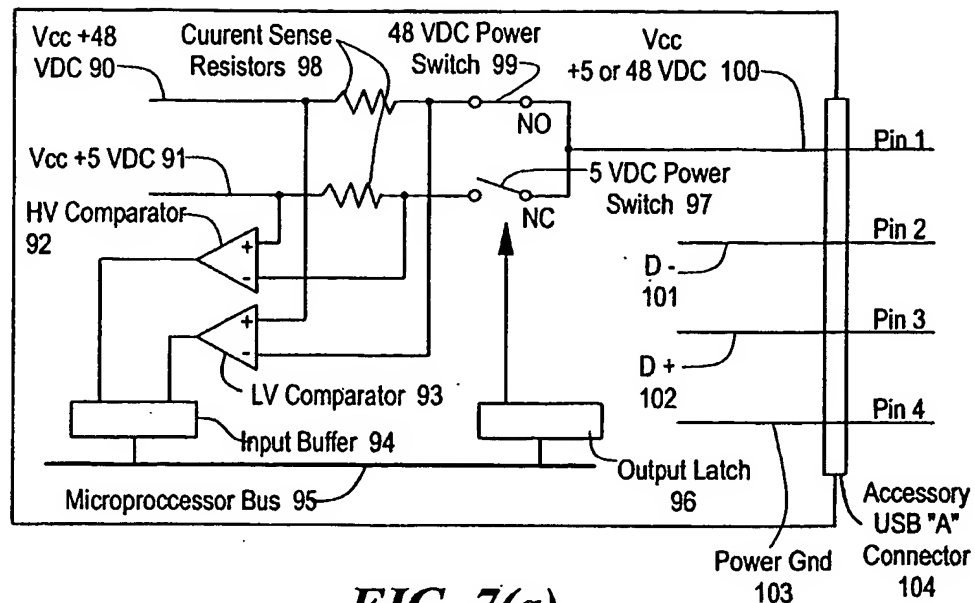 Vcc +48
VDC 90
Cuurent Sense
Resistors 98
48 VDC Power
Switch 99
Vcc
+5 or 48 VDC 100
NO
Pin 1
Vcc +5 VDC 91
5 VDC Power
Switch 97
NC
HV Comparator
92
+
-
Pin 2
D -
101
+
-
Pin 3
LV Comparator 93
D +
102
Pin 4
Input Buffer 94
Output Latch
96
Microproccessor Bus 95
Accessory
USB "A"
Connector
104
Power Gnd
103
FIG. 7(a)